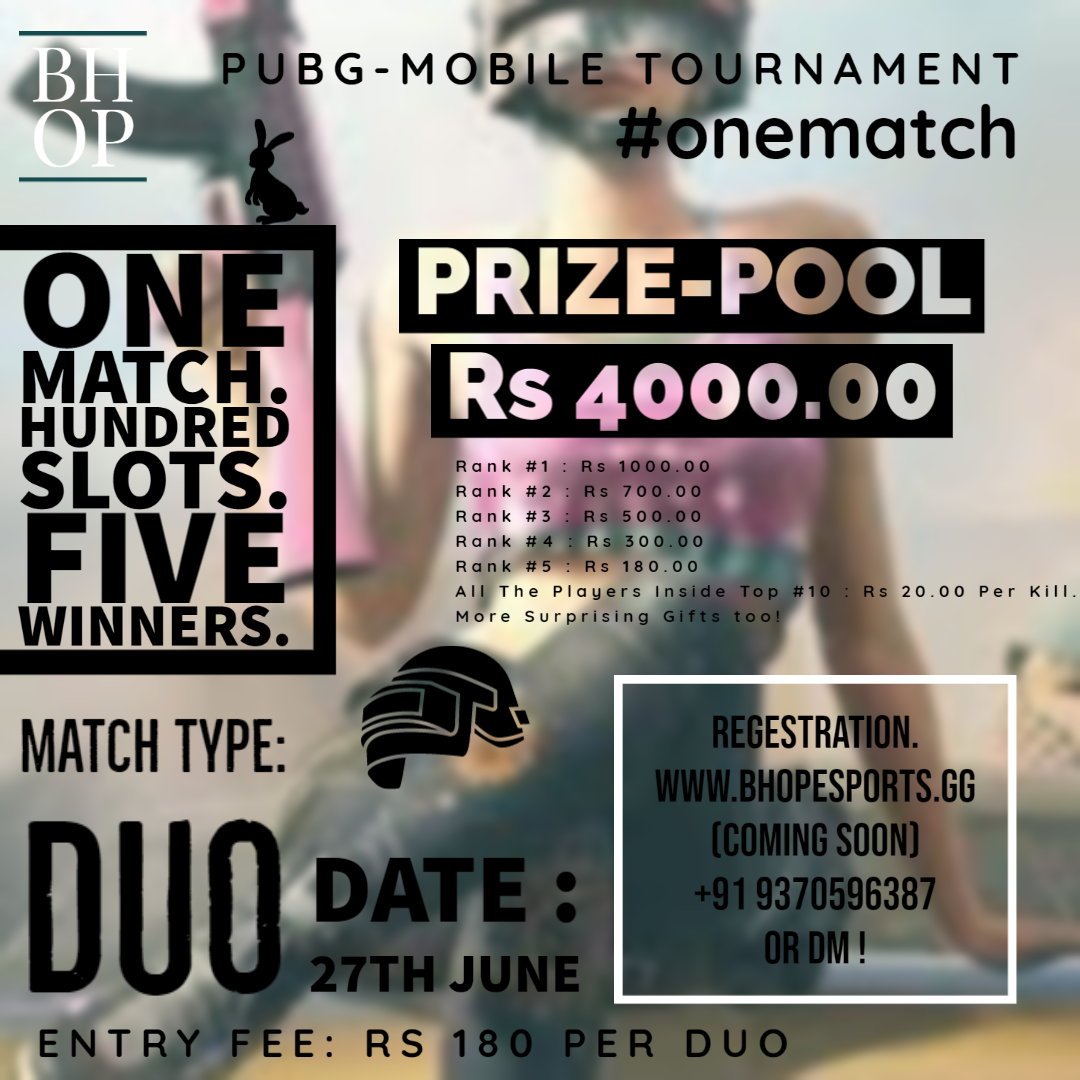 BH
OP
PUBG-MOBILE TOURNAMENT
#onematch
ONE
MATCH.
HUNDRED
SLOTS.
FIVE
WINNERS.
PRIZE-POOL
Rs 4000.00
Rank #1 : Rs 1000.00
Rank #2 : Rs 700.00
Rank #3 : Rs 500.00
Rank #4 : Rs 300.00
Rank #5 : Rs 180.00
All The Players Inside Top #10 : Rs 20.00 Per Kill.
More Surprising Gifts too!
MATCH TYPE:
DUO
DATE :
27TH JUNE
REGESTRATION.
WWW.BHOPESPORTS.GG
(COMING SOON)
+91 9370596387
OR DM !
ENTRY FEE: RS 180 PER DUO